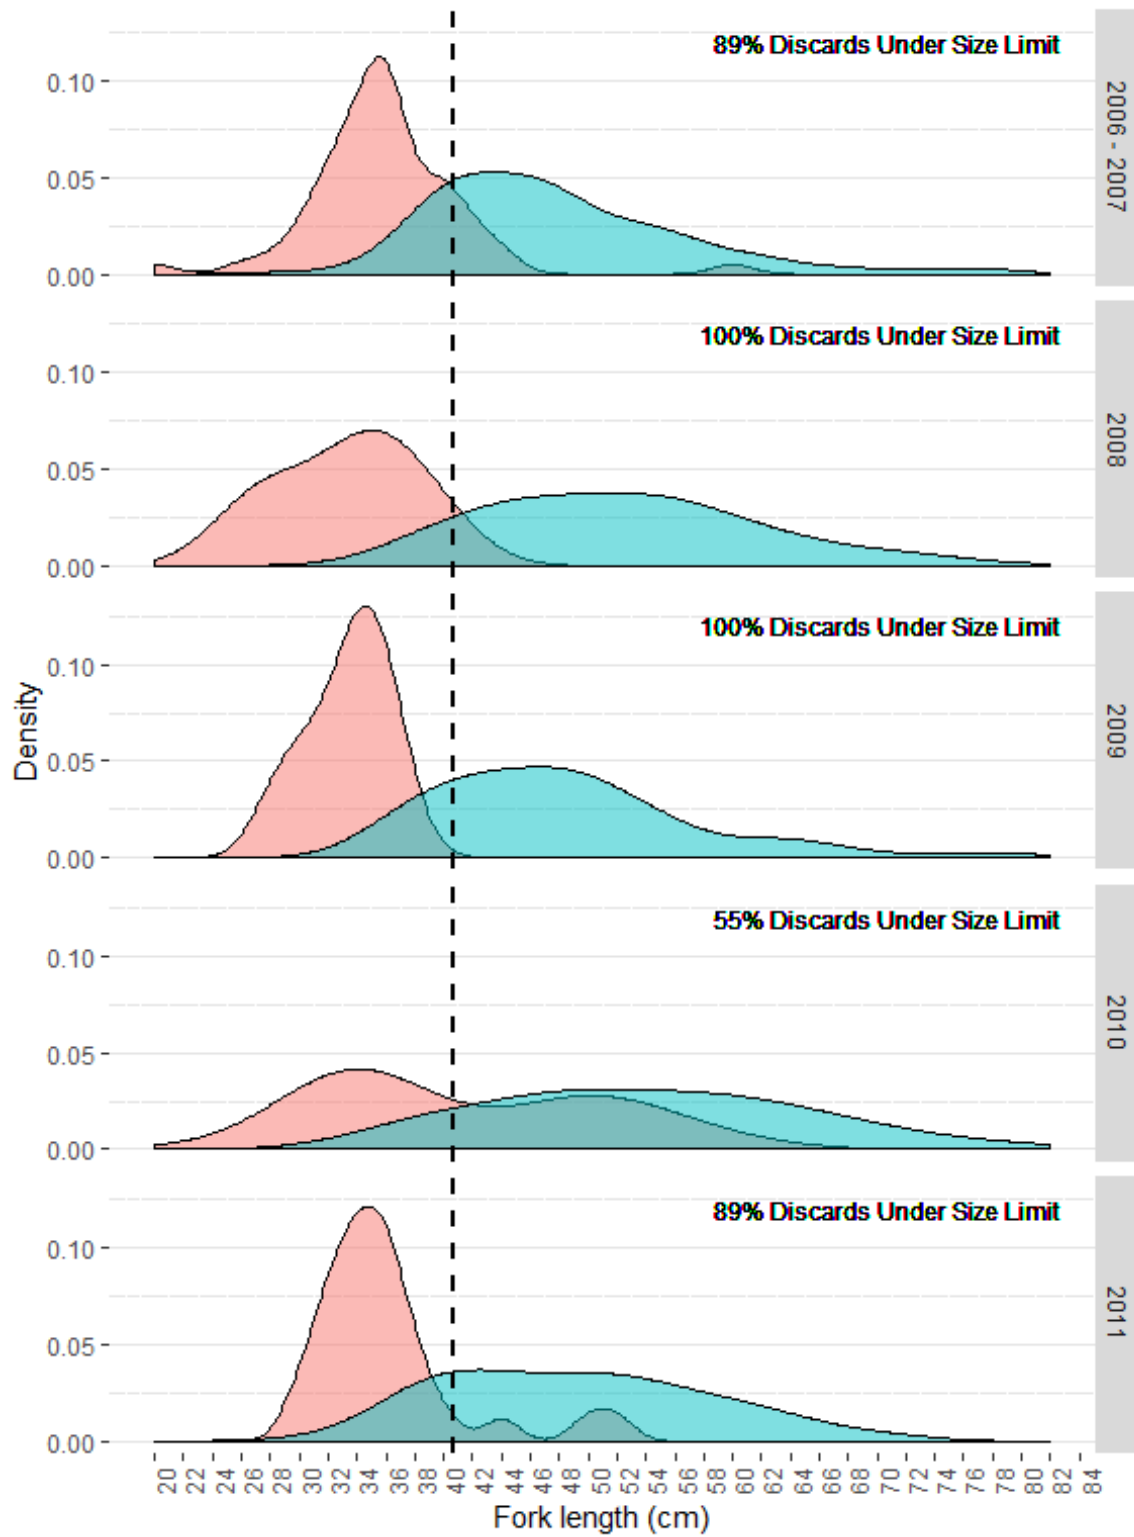 89% Discards Under Size Limit
0.10
0.05
0.00
2006 - 2007
100% Discards Under Size Limit
0.10
0.05
0.00
2008
100% Discards Under Size Limit
0.10
0.05
0.00
2009
Density
55% Discards Under Size Limit
0.10
0.05
0.00
2010
89% Discards Under Size Limit
0.10
0.05
0.00
2011
20 22 24 26 28 30 32 34 36 38 40 42 44 46 48 50 52 54 56 58 60 62 64 66 68 70 72 74 76 78 80 82 84
Fork length (cm)